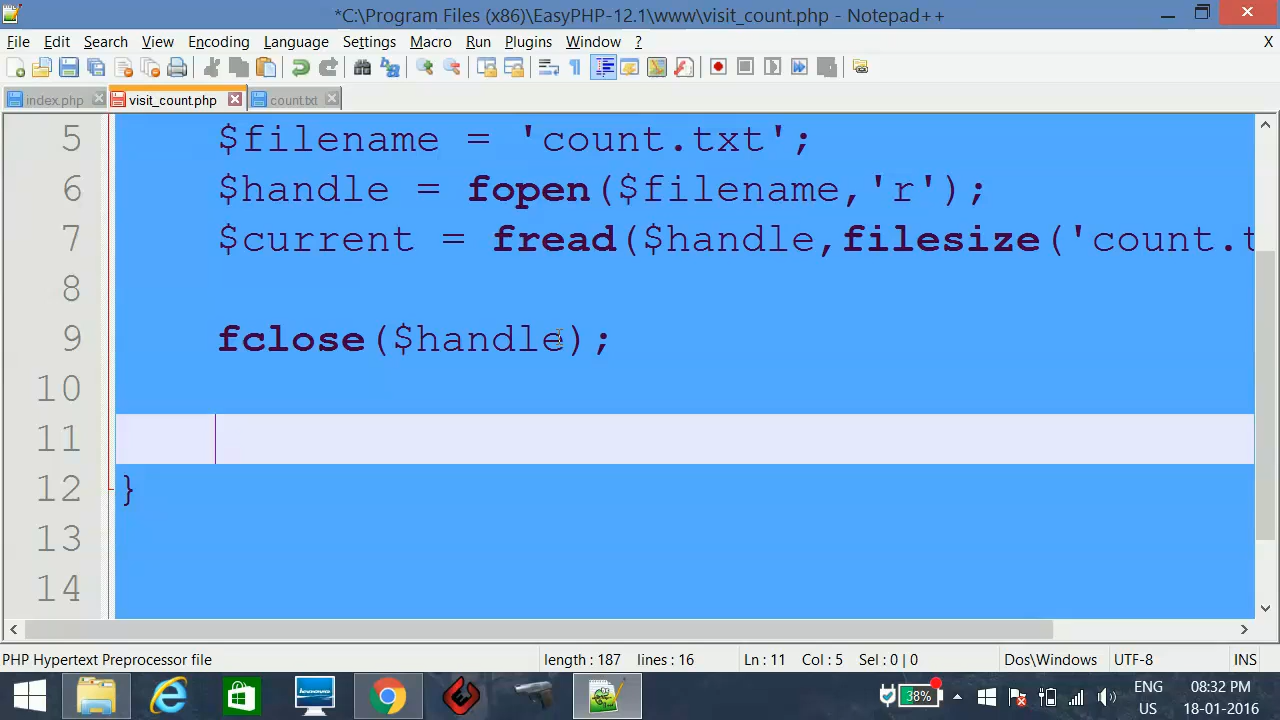 *C:\Program Files (x86)\EasyPHP-12.1\www\visit_count.php - Notepad++
File Edit Search View Encoding Language Settings Macro Run Plugins Window ? X
index.php visit_count.php count.txt
5 $filename = 'count.txt';
6 $handle = fopen($filename,'r');
7 $current = fread($handle,filesize('count.t
8
9 fclose($handle);
10
11
12 }
13
14
PHP Hypertext Preprocessor file length : 187 lines : 16 Ln : 11 Col : 5 Sel : 0 | 0 Dos\Windows UTF-8 INS
lenovo 38% ENG 08:32 PM
US 18-01-2016